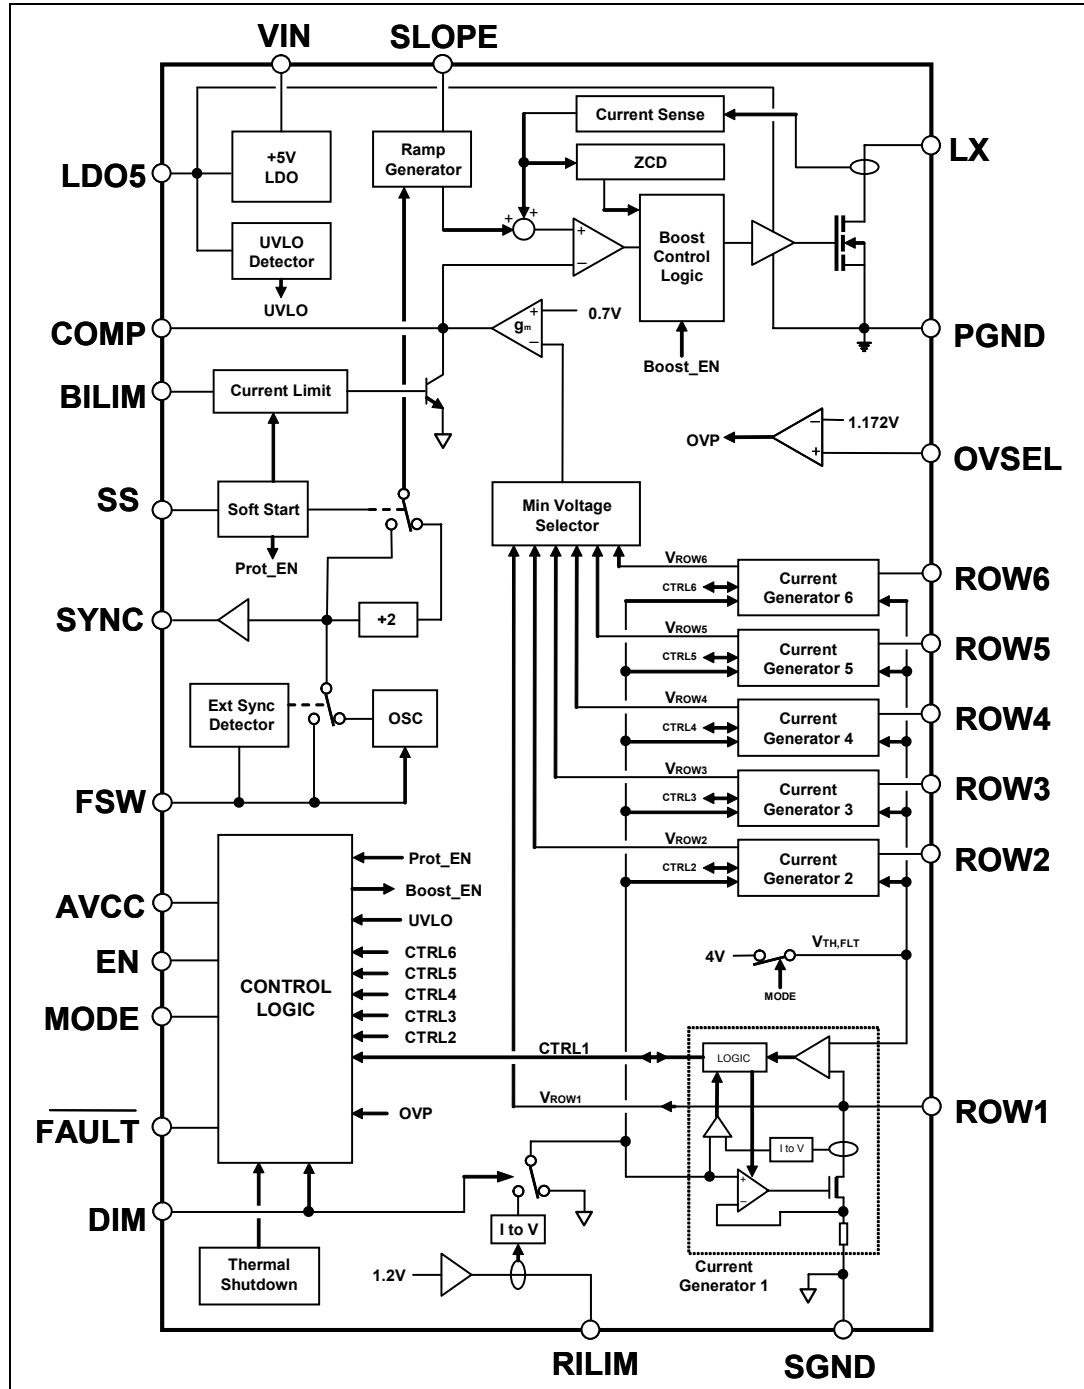 VIN
SLOPE
LDO5
+5V
LDO
Ramp
Generator
Current Sense
ZCD
LX
UVLO
Detector
UVLO
+
+
+
−
Boost
Control
Logic
COMP
gm
+
−
0.7V
PGND
Boost_EN
BILIM
Current Limit
OVP
−
+
1.172V
OVSEL
SS
Soft Start
Prot_EN
Min Voltage
Selector
SYNC
+2
VROW6
CTRL6
Current
Generator 6
ROW6
VROW5
CTRL5
Current
Generator 5
ROW5
Ext Sync
Detector
OSC
VROW4
CTRL4
Current
Generator 4
ROW4
FSW
VROW3
CTRL3
Current
Generator 3
ROW3
VROW2
CTRL2
Current
Generator 2
ROW2
AVCC
EN
MODE
FAULT
DIM
CONTROL
LOGIC
Prot_EN
Boost_EN
UVLO
CTRL6
CTRL5
CTRL4
CTRL3
CTRL2
CTRL1
OVP
4V
VTH,FLT
MODE
LOGIC
VROW1
ROW1
I to V
+
−
Current
Generator 1
Thermal
Shutdown
I to V
1.2V
RILIM
SGND